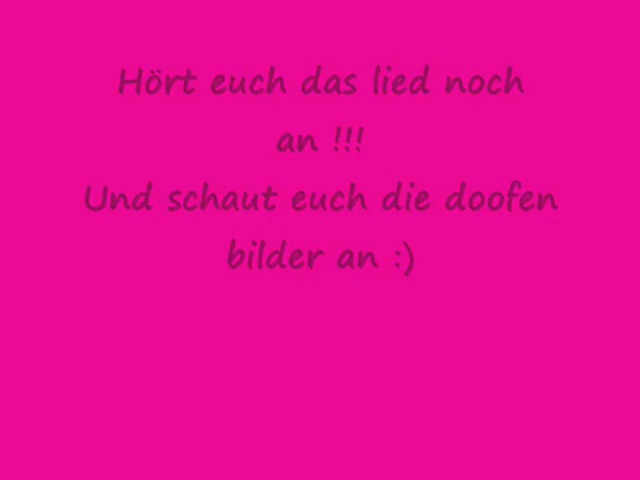 Hört euch das lied noch
an !!!
Und schaut euch die doofen
bilder an :)